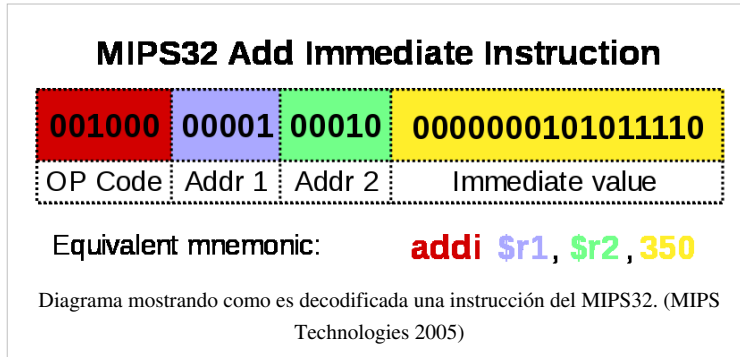 MIPS32 Add Immediate Instruction
001000 00001 00010 0000000101011110
OP Code Addr 1 Addr 2 Immediate value
Equivalent mnemonic: addi $r1, $r2, 350
Diagrama mostrando como es decodificada una instrucción del MIPS32. (MIPS
Technologies 2005)